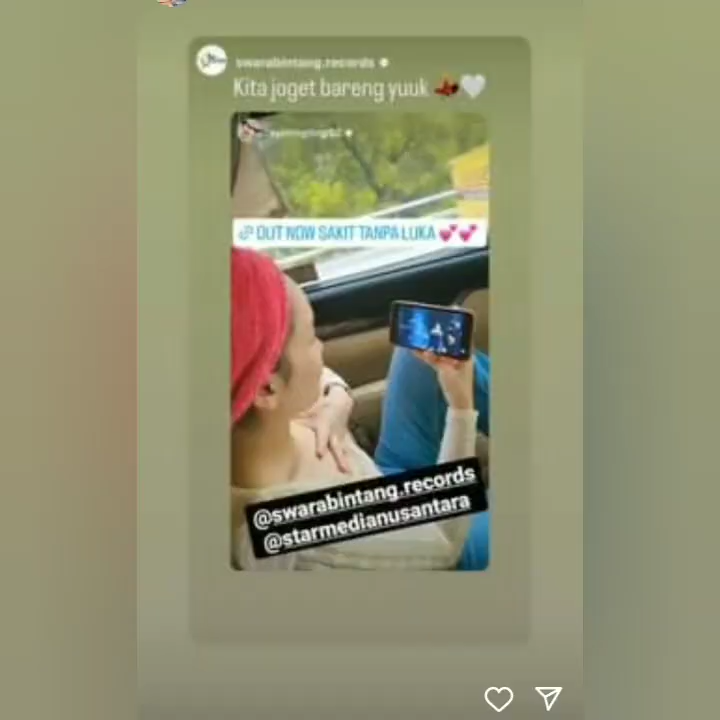 swarabintang.records
Kita joget bareng yuuk
OUT NOW SAKIT TANPA LUKA
@swarabintang.records
@starmedianusantara